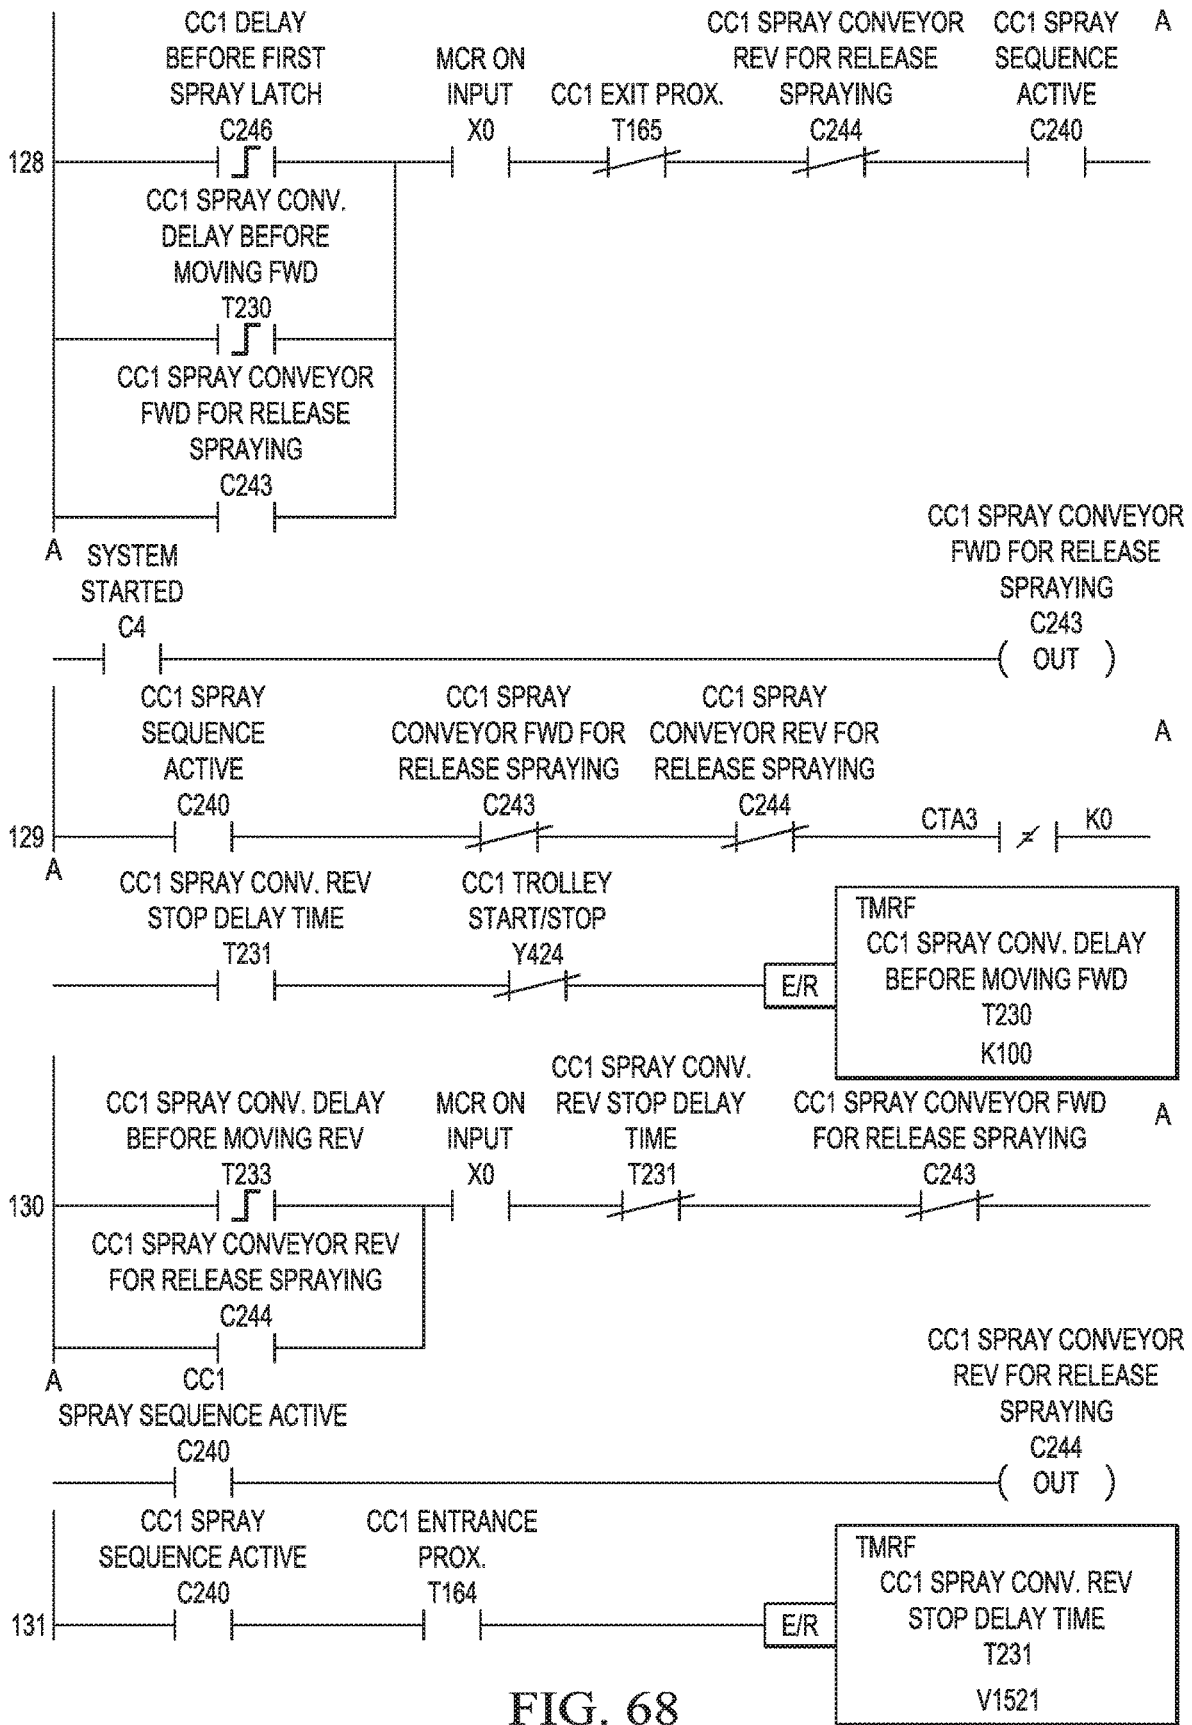 CC1 DELAY
BEFORE FIRST
SPRAY LATCH
C246
MCR ON
INPUT
X0
CC1 EXIT PROX.
T165
CC1 SPRAY CONVEYOR
REV FOR RELEASE
SPRAYING
C244
CC1 SPRAY
SEQUENCE
ACTIVE
C240
A
128
CC1 SPRAY CONV.
DELAY BEFORE
MOVING FWD
T230
CC1 SPRAY CONVEYOR
FWD FOR RELEASE
SPRAYING
C243
A
SYSTEM
STARTED
C4
CC1 SPRAY CONVEYOR
FWD FOR RELEASE
SPRAYING
C243
( OUT )
CC1 SPRAY
SEQUENCE
ACTIVE
C240
CC1 SPRAY
CONVEYOR FWD FOR
RELEASE SPRAYING
C243
CC1 SPRAY
CONVEYOR REV FOR
RELEASE SPRAYING
C244
A
129
CTA3 ≠ K0
A
CC1 SPRAY CONV. REV
STOP DELAY TIME
T231
CC1 TROLLEY
START/STOP
Y424
E/R
TMRF
CC1 SPRAY CONV. DELAY
BEFORE MOVING FWD
T230
K100
CC1 SPRAY CONV. DELAY
BEFORE MOVING REV
T233
MCR ON
INPUT
X0
CC1 SPRAY CONV.
REV STOP DELAY
TIME
T231
CC1 SPRAY CONVEYOR FWD
FOR RELEASE SPRAYING
C243
A
130
CC1 SPRAY CONVEYOR REV
FOR RELEASE SPRAYING
C244
A
CC1
SPRAY SEQUENCE ACTIVE
C240
CC1 SPRAY CONVEYOR
REV FOR RELEASE
SPRAYING
C244
( OUT )
CC1 SPRAY
SEQUENCE ACTIVE
C240
CC1 ENTRANCE
PROX.
T164
131
E/R
TMRF
CC1 SPRAY CONV. REV
STOP DELAY TIME
T231
V1521
FIG. 68